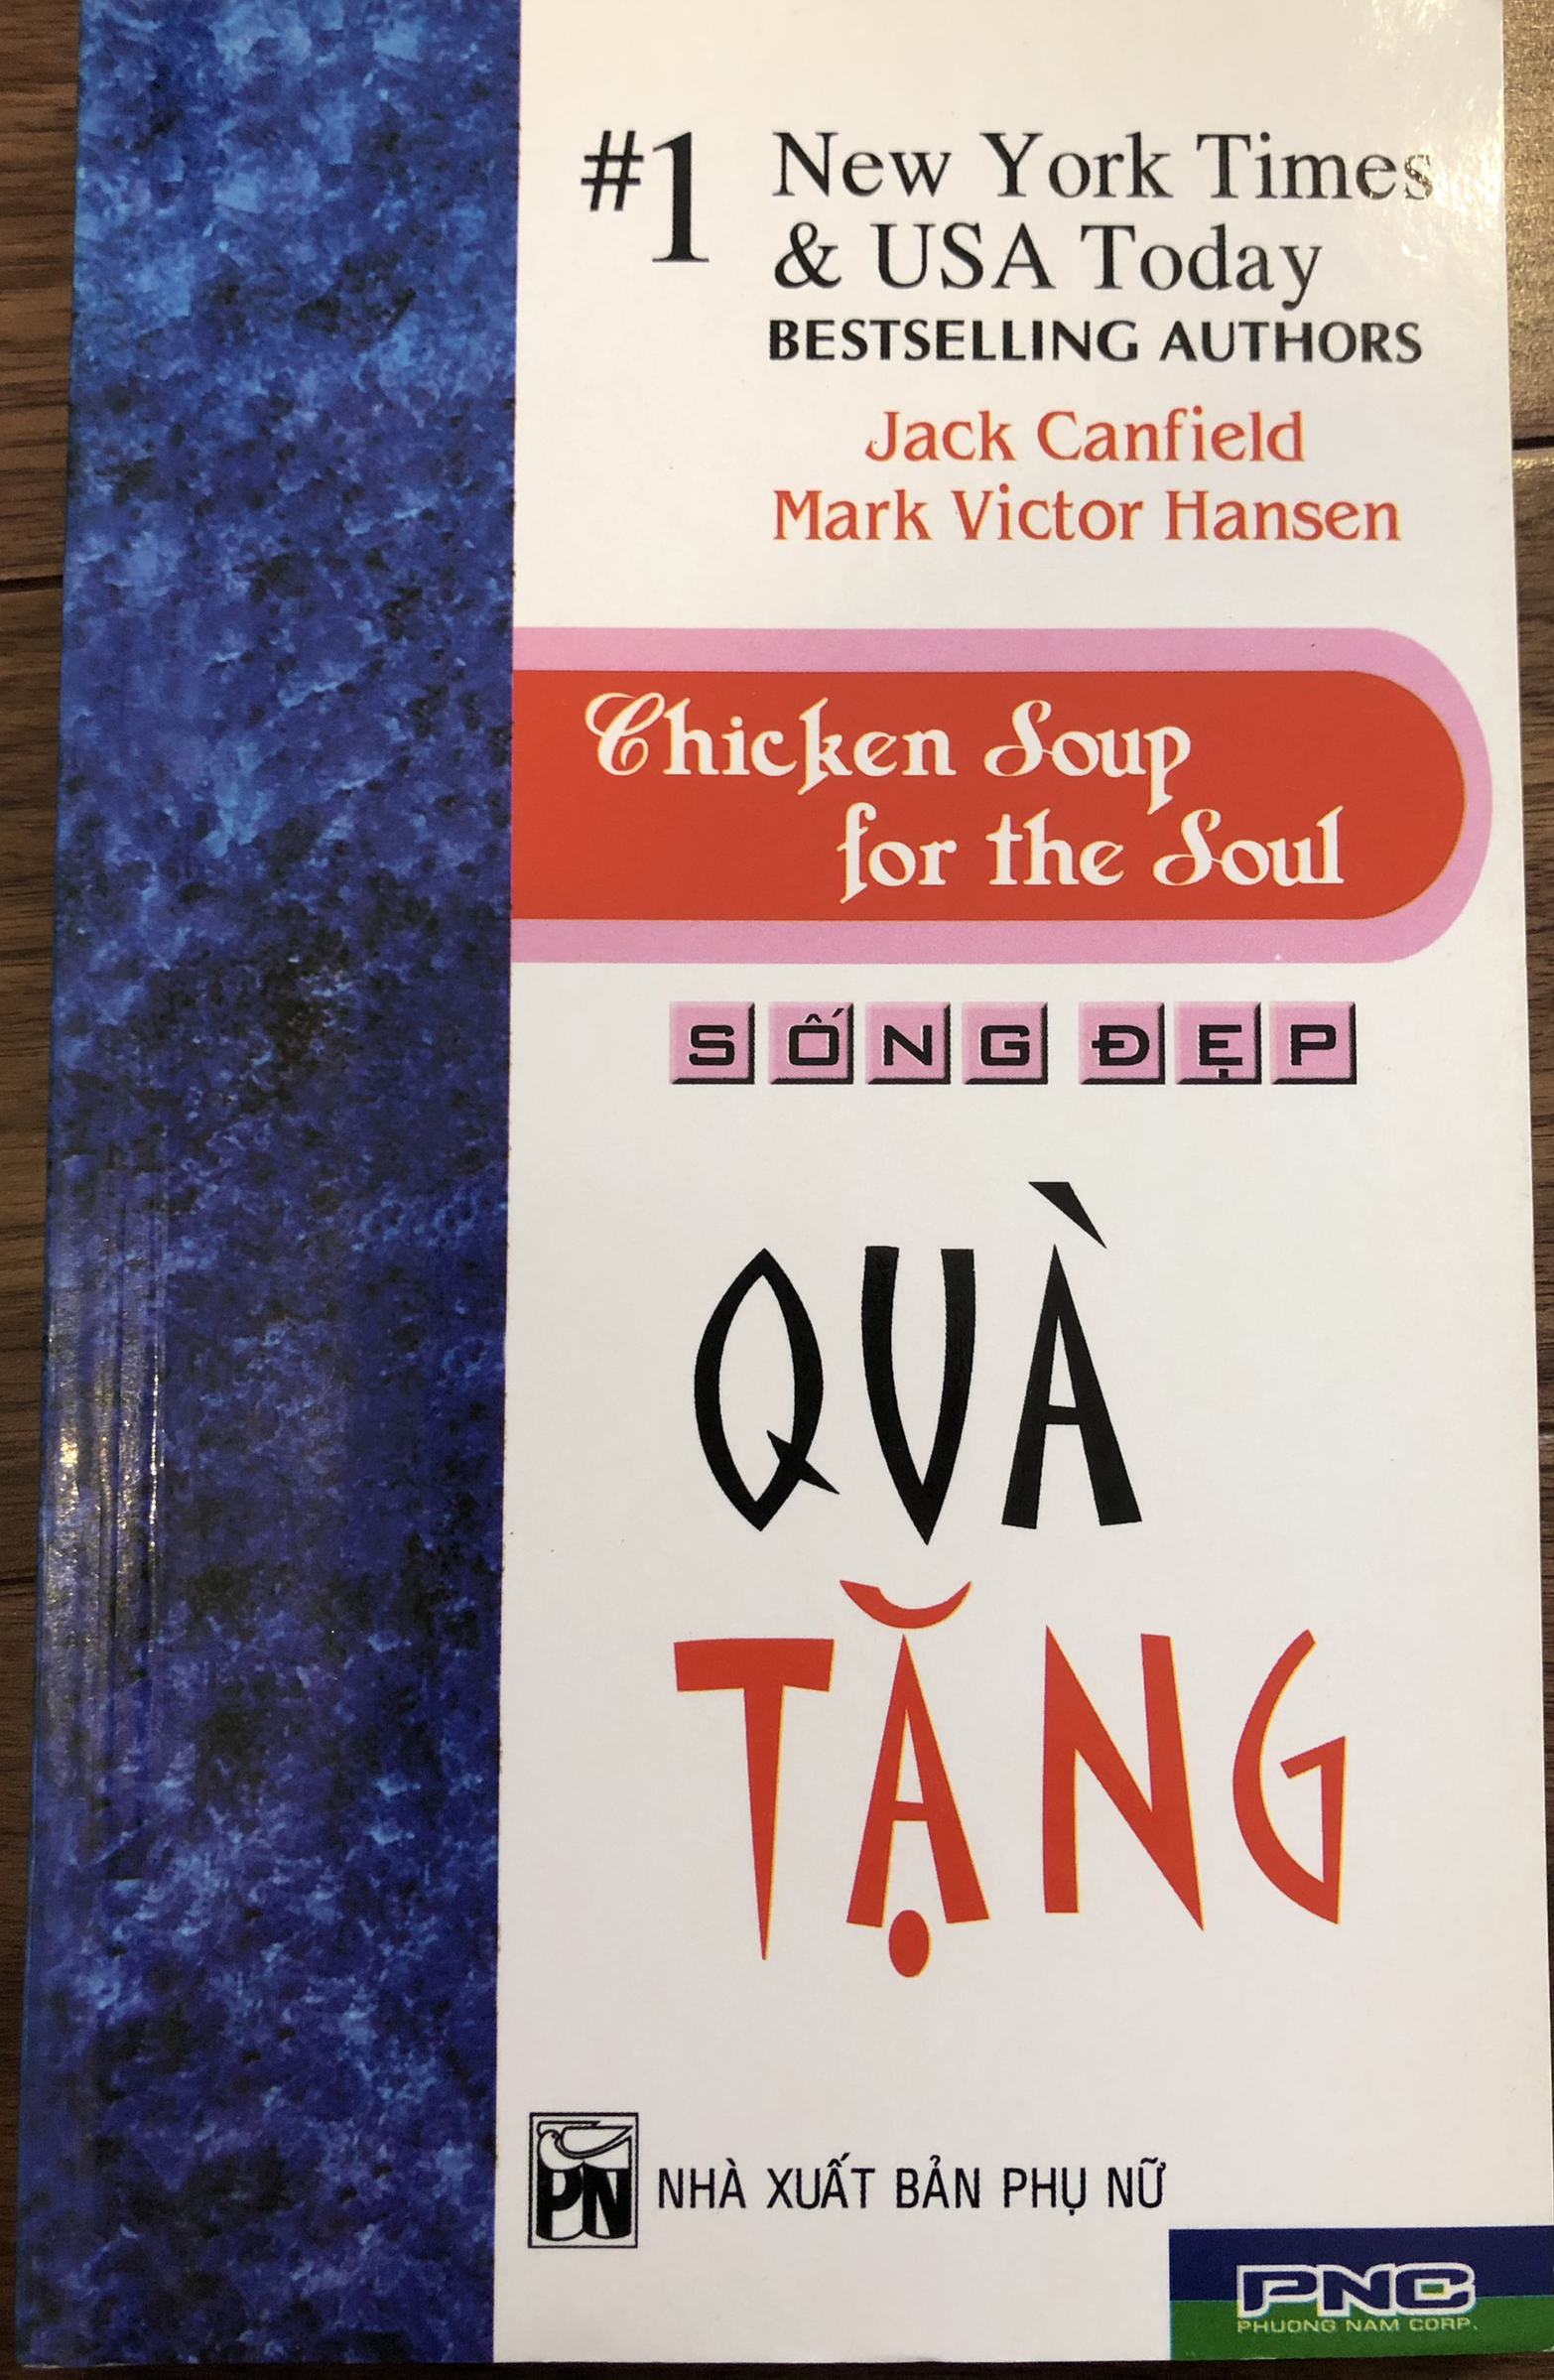 #1 New York Times
& USA Today
BESTSELLING AUTHORS
Jack Canfield
Mark Victor Hansen
Chicken Soup
for the Soul
SỐNG ĐẸP
QUÀ
TẶNG
PN
NHÀ XUẤT BẢN PHỤ NỮ
PNC
PHUONG NAM CORP.